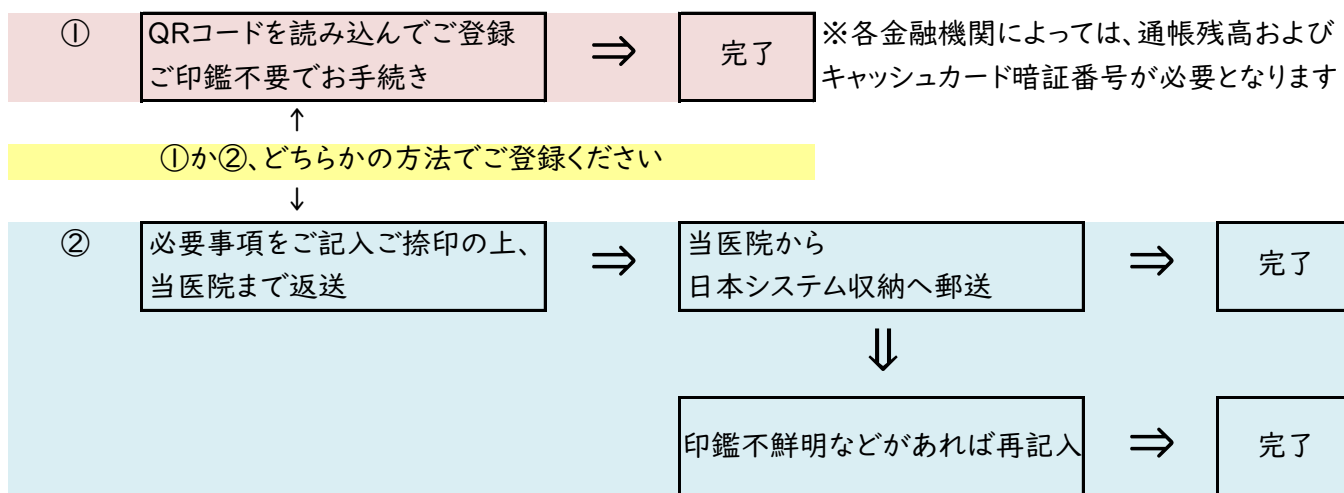 ① QRコードを読み込んでご登録 ⇒ 完了 ※各金融機関によっては、通帳残高および
ご印鑑不要でお手続き キャッシュカード暗証番号が必要となります
↑
①か②、どちらかの方法でご登録ください
↓
② 必要事項をご記入ご捺印の上、 ⇒ 当医院から ⇒ 完了
当医院まで返送 日本システム収納へ郵送
⇓
印鑑不鮮明などがあれば再記入 ⇒ 完了